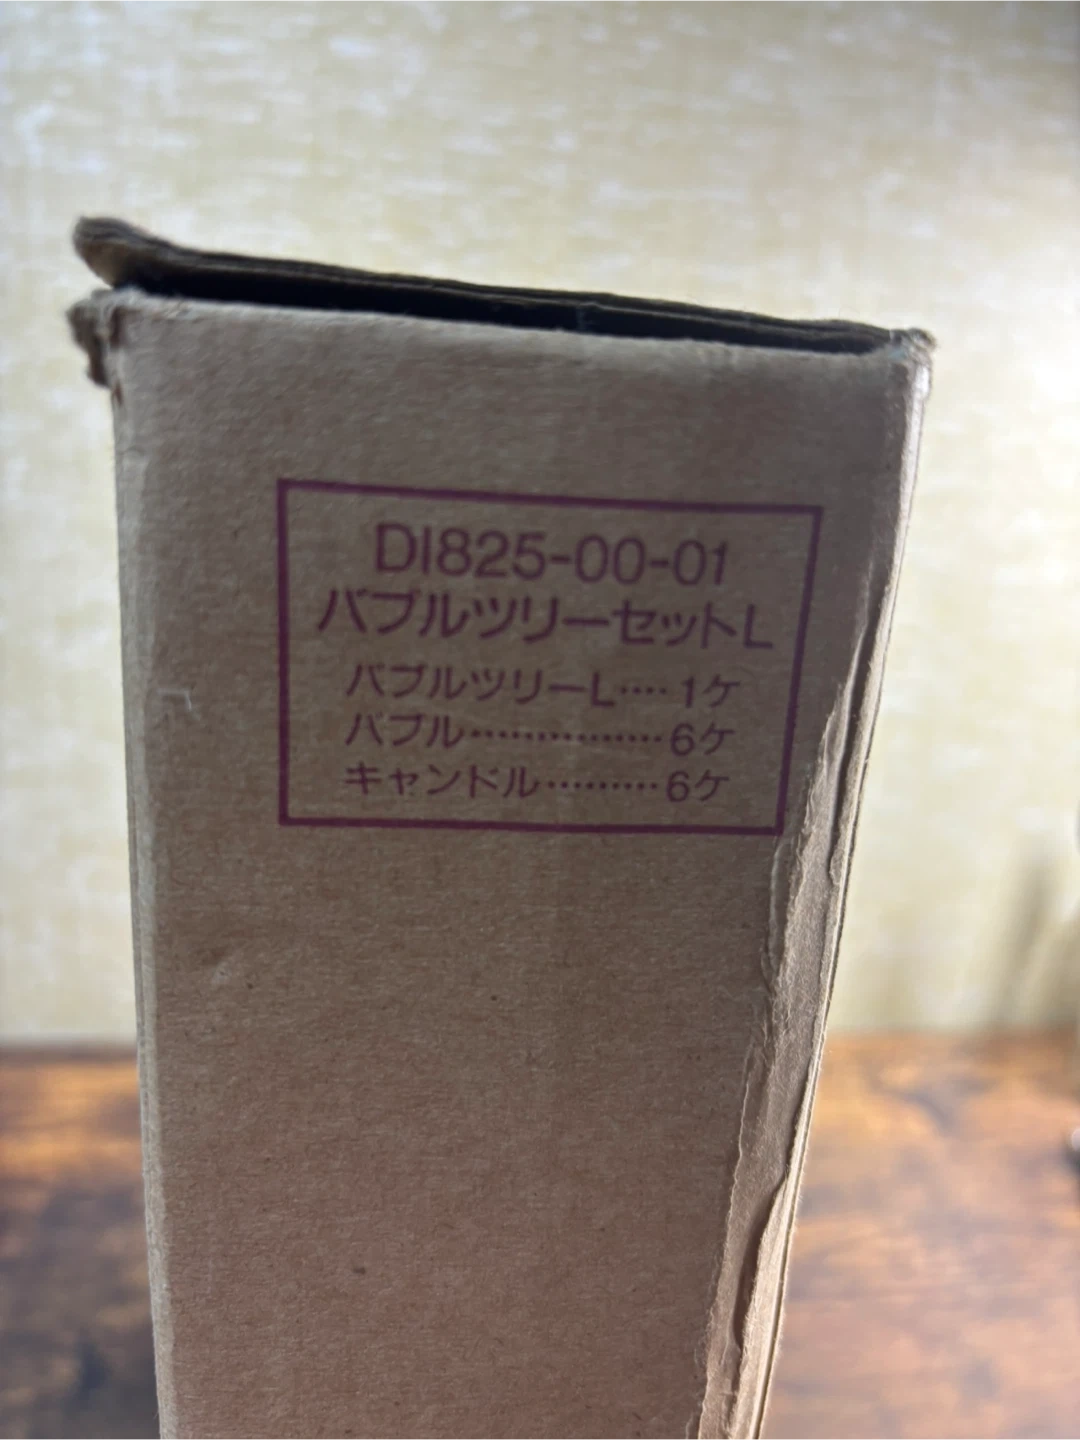 DI825-00-01
バブルツリーセットL
バブルツリーL････1ケ
バブル･･･････････････6ケ
キャンドル･･････････6ケ